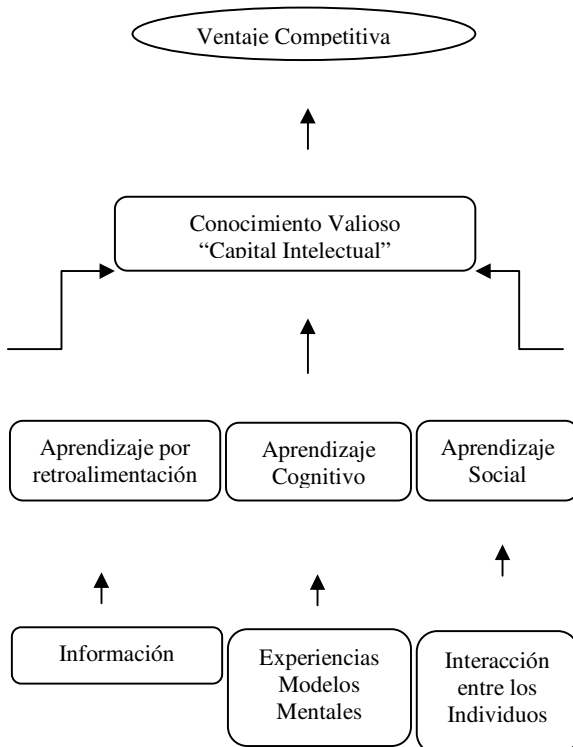 Ventaje Competitiva
Conocimiento Valioso
“Capital Intelectual”
Aprendizaje por
retroalimentación
Aprendizaje
Cognitivo
Aprendizaje
Social
Información
Experiencias
Modelos
Mentales
Interacción
entre los
Individuos